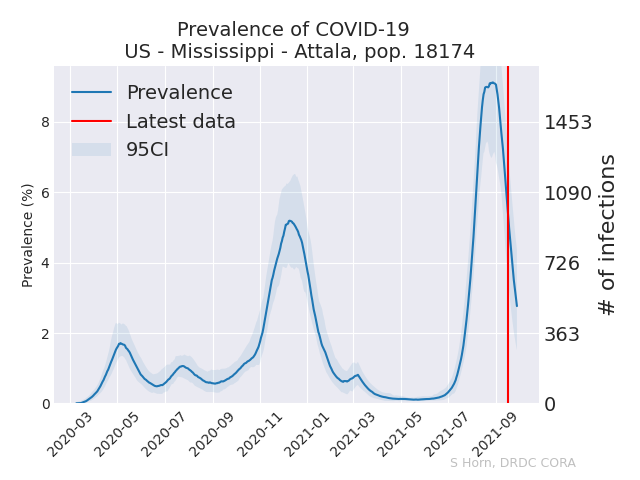 Prevalence of COVID-19
US - Mississippi - Attala, pop. 18174
Prevalence
Latest data
95CI
Prevalence (%)
8
6
4
2
0
1453
1090
726
363
0
# of infections
2020-03
2020-05
2020-07
2020-09
2020-11
2021-01
2021-03
2021-05
2021-07
2021-09
S Horn, DRDC CORA